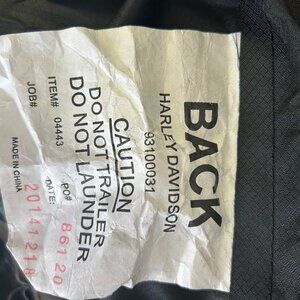 BACK
HARLEY DAVIDSON
93100031
CAUTION
DO NOT TRAILER
DO NOT LAUNDER
ITEM# 04443 PO# 86120
JOB# DATE: 20141218
MADE IN CHINA